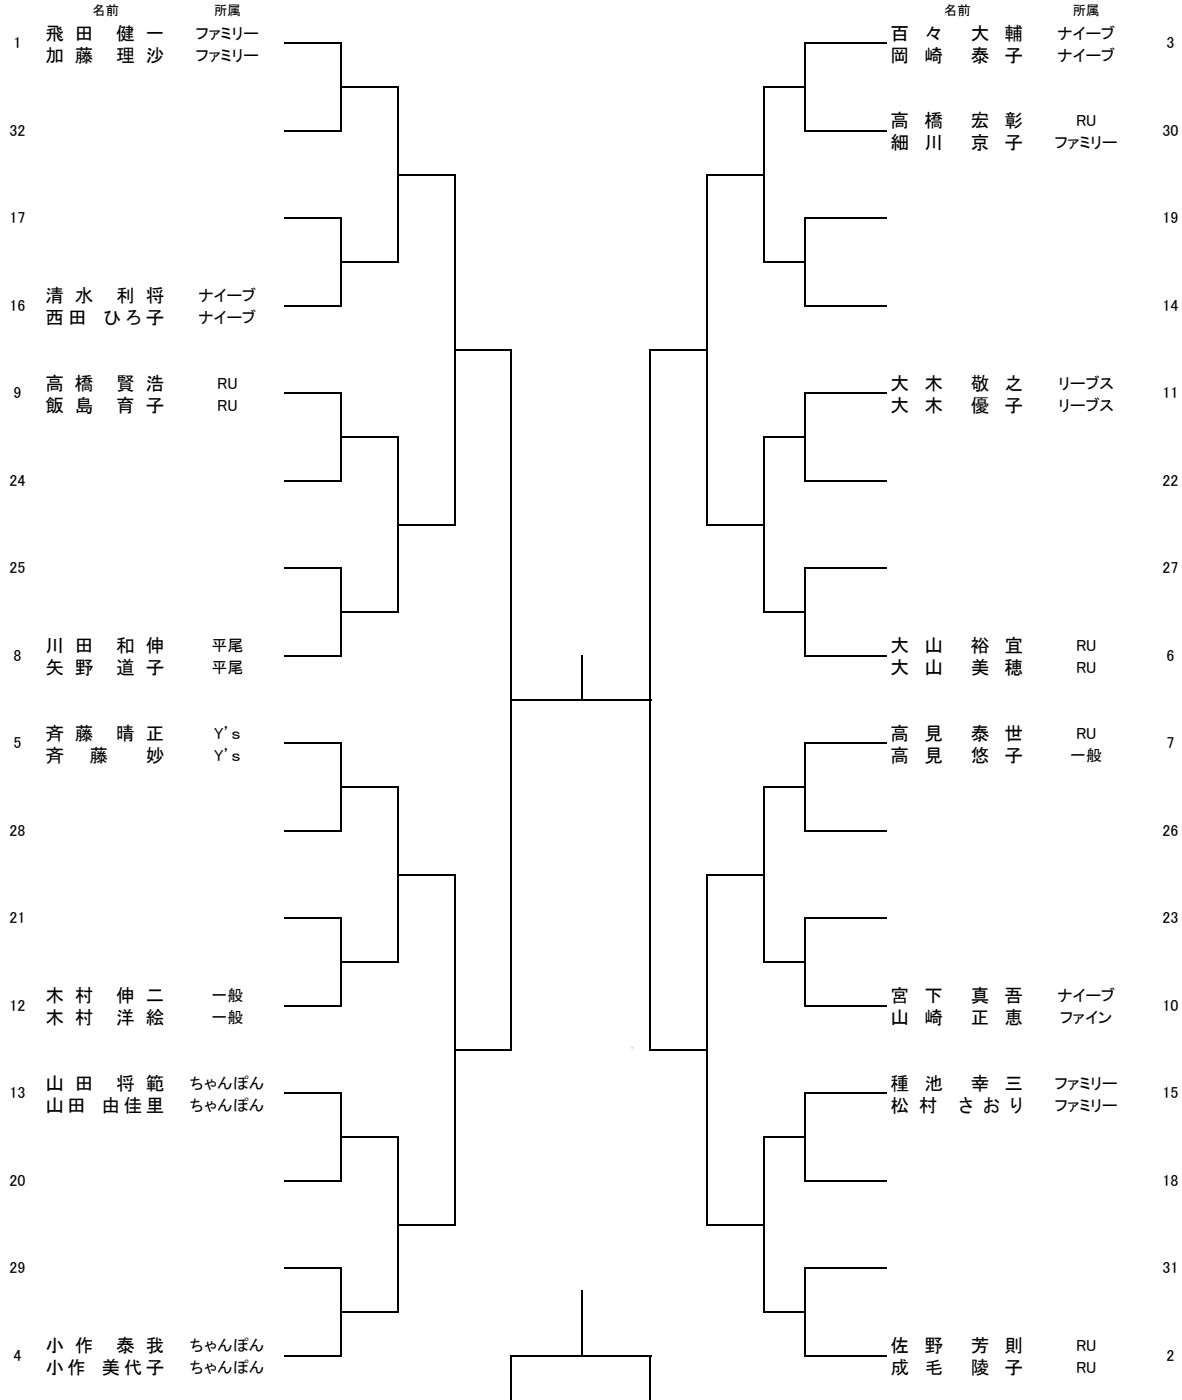 名前 所属
1 飛田 健一 ファミリー
加藤 理沙 ファミリー
32
17
16 清水 利将 ナイーブ
西田 ひろ子 ナイーブ
9 高橋 賢浩 RU
飯島 育子 RU
24
25
8 川田 和伸 平尾
矢野 道子 平尾
5 斉藤 晴正 Y's
斉藤 妙 Y's
28
21
12 木村 伸二 一般
木村 洋絵 一般
13 山田 将範 ちゃんぽん
山田 由佳里 ちゃんぽん
20
29
4 小作 泰我 ちゃんぽん
小作 美代子 ちゃんぽん
名前 所属
百々 大輔 ナイーブ 3
岡崎 泰子 ナイーブ
高橋 宏彰 RU 30
細川 京子 ファミリー
19
14
大木 敬之 リーブス 11
大木 優子 リーブス
22
27
大山 裕宜 RU 6
大山 美穂 RU
高見 泰世 RU 7
高見 悠子 一般
26
23
宮下 真吾 ナイーブ 10
山崎 正恵 ファイン
種池 幸三 ファミリー 15
松村 さおり ファミリー
18
31
佐野 芳則 RU 2
成毛 陵子 RU